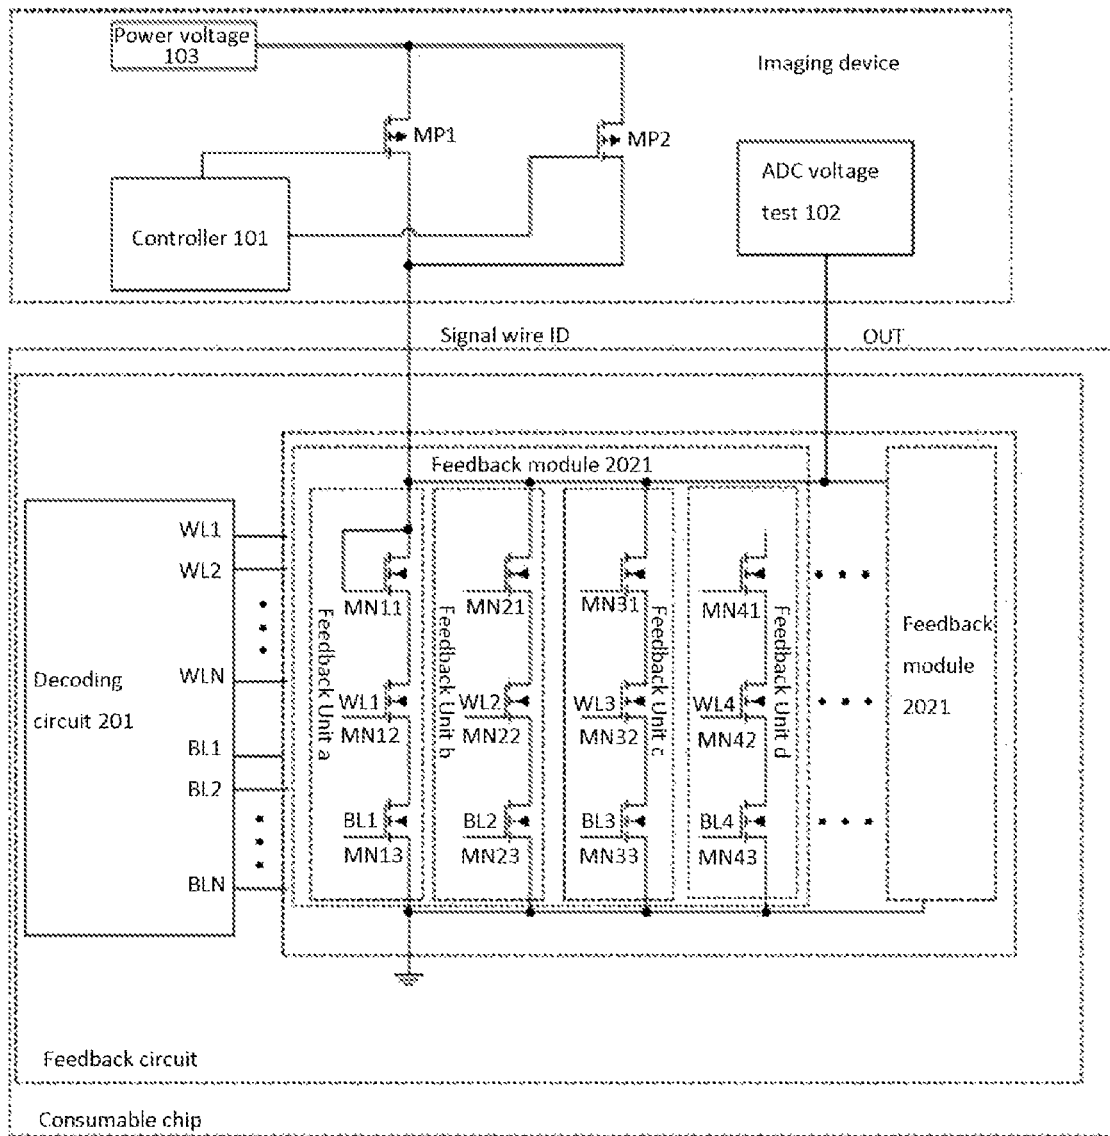 Power voltage
103
Imaging device
MP1
MP2
ADC voltage
test 102
Controller 101
Signal wire ID
OUT
Feedback module 2021
WL1
WL2
WLN
BL1
BL2
BLN
Decoding
circuit 201
MN11
MN21
MN31
MN41
Feedback Unit a
Feedback Unit b
Feedback Unit c
Feedback Unit d
WL1
WL2
WL3
WL4
MN12
MN22
MN32
MN42
BL1
BL2
BL3
BL4
MN13
MN23
MN33
MN43
Feedback
module
2021
Feedback circuit
Consumable chip